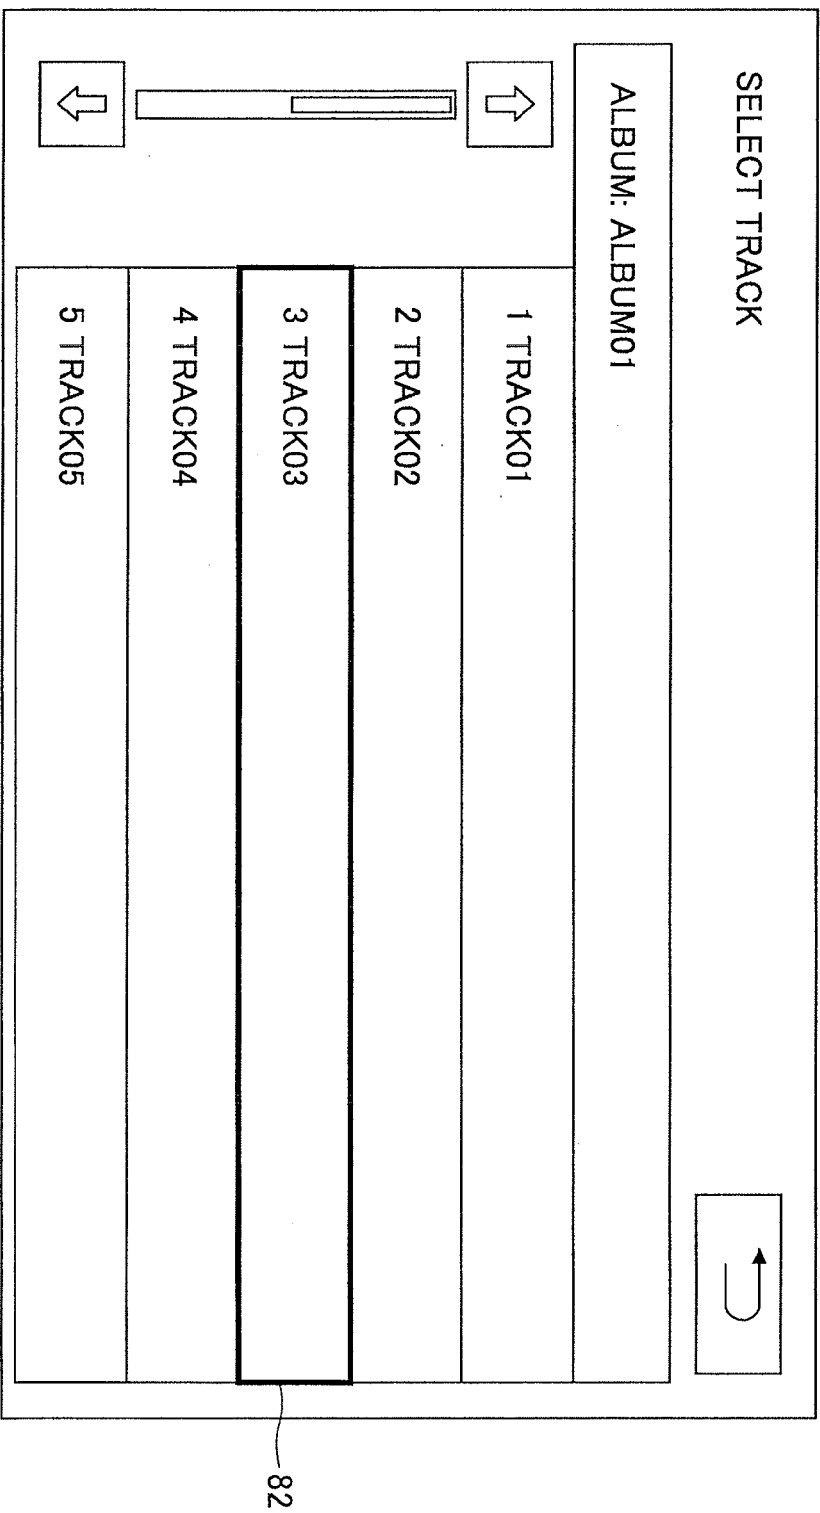 SELECT TRACK
ALBUM: ALBUM01
1 TRACK01
2 TRACK02
3 TRACK03
4 TRACK04
5 TRACK05
82